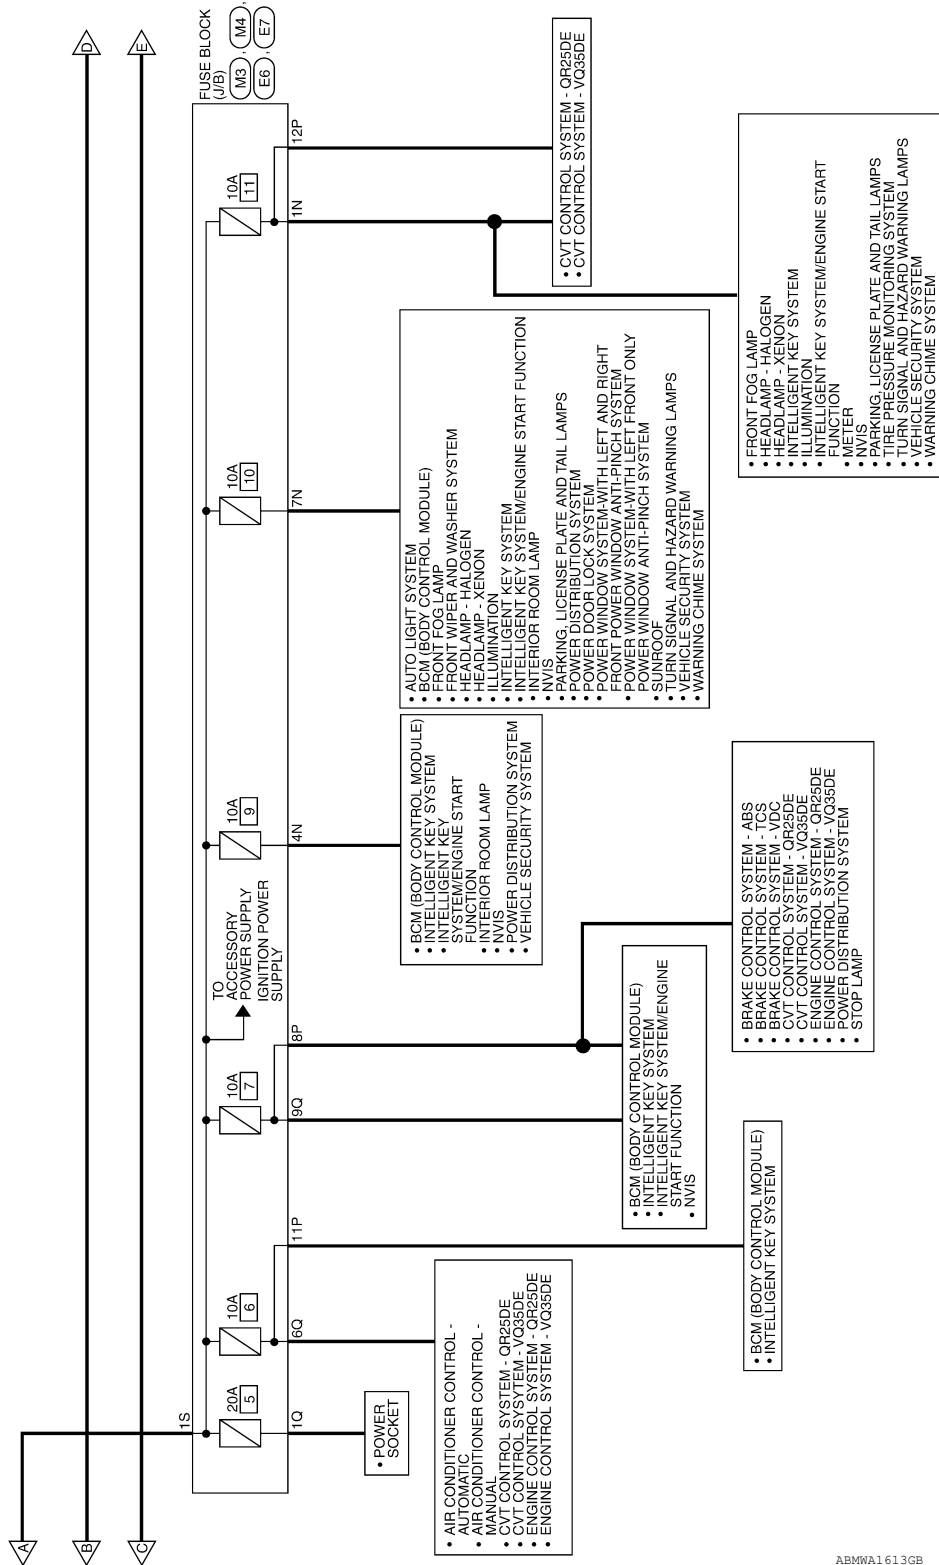 A
B
C
D
E
FUSE BLOCK
(J/B)
M3 , M4 ,
E6 , E7
1S
20A
5
1Q
• POWER
SOCKET
10A
6
6Q
11P
• AIR CONDITIONER CONTROL -
AUTOMATIC
• AIR CONDITIONER CONTROL -
MANUAL
• CVT CONTROL SYSTEM - QR25DE
• CVT CONTROL SYSYTEM - VQ35DE
• ENGINE CONTROL SYSTEM - QR25DE
• ENGINE CONTROL SYSTEM - VQ35DE
• BCM (BODY CONTROL MODULE)
• INTELLIGENT KEY SYSTEM
10A
7
9Q
8P
• BCM (BODY CONTROL MODULE)
• INTELLIGENT KEY SYSTEM
• INTELLIGENT KEY SYSTEM/ENGINE
START FUNCTION
• NVIS
• BRAKE CONTROL SYSTEM - ABS
• BRAKE CONTROL SYSTEM - TCS
• BRAKE CONTROL SYSTEM - VDC
• CVT CONTROL SYSTEM - QR25DE
• CVT CONTROL SYSTEM - VQ35DE
• ENGINE CONTROL SYSTEM - QR25DE
• ENGINE CONTROL SYSTEM - VQ35DE
• POWER DISTRIBUTION SYSTEM
• STOP LAMP
TO
ACCESSORY
POWER SUPPLY
IGNITION POWER
SUPPLY
10A
9
4N
• BCM (BODY CONTROL MODULE)
• INTELLIGENT KEY SYSTEM
• INTELLIGENT KEY
SYSTEM/ENGINE START
FUNCTION
• INTERIOR ROOM LAMP
• NVIS
• POWER DISTRIBUTION SYSTEM
• VEHICLE SECURITY SYSTEM
10A
10
7N
• AUTO LIGHT SYSTEM
• BCM (BODY CONTROL MODULE)
• FRONT FOG LAMP
• FRONT WIPER AND WASHER SYSTEM
• HEADLAMP - HALOGEN
• HEADLAMP - XENON
• ILLUMINATION
• INTELLIGENT KEY SYSTEM
• INTELLIGENT KEY SYSTEM/ENGINE START FUNCTION
• INTERIOR ROOM LAMP
• NVIS
• PARKING, LICENSE PLATE AND TAIL LAMPS
• POWER DISTRIBUTION SYSTEM
• POWER DOOR LOCK SYSTEM
• POWER WINDOW SYSTEM-WITH LEFT AND RIGHT
FRONT POWER WINDOW ANTI-PINCH SYSTEM
• POWER WINDOW SYSTEM-WITH LEFT FRONT ONLY
POWER WINDOW ANTI-PINCH SYSTEM
• SUNROOF
• TURN SIGNAL AND HAZARD WARNING LAMPS
• VEHICLE SECURITY SYSTEM
• WARNING CHIME SYSTEM
10A
11
1N
12P
• CVT CONTROL SYSTEM - QR25DE
• CVT CONTROL SYSTEM - VQ35DE
• FRONT FOG LAMP
• HEADLAMP - HALOGEN
• HEADLAMP - XENON
• INTELLIGENT KEY SYSTEM
• ILLUMINATION
• INTELLIGENT KEY SYSTEM/ENGINE START
FUNCTION
• METER
• NVIS
• PARKING, LICENSE PLATE AND TAIL LAMPS
• TIRE PRESSURE MONITORING SYSTEM
• TURN SIGNAL AND HAZARD WARNING LAMPS
• VEHICLE SECURITY SYSTEM
• WARNING CHIME SYSTEM
ABMWA1613GB